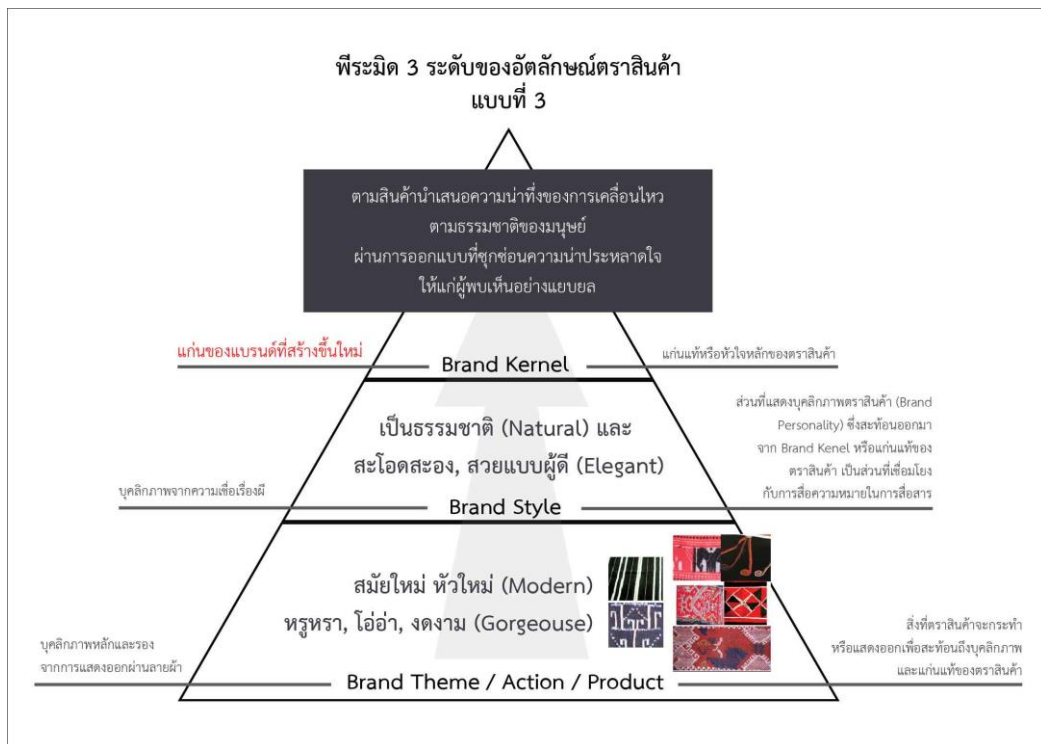 พีระมิด 3 ระดับของอัตลักษณ์ตราสินค้า
แบบที่ 3
ตามสินค้านำเสนอความน่าทึ่งของการเคลื่อนไหว
ตามธรรมชาติของมนุษย์
ผ่านการออกแบบที่ซุกซ่อนความน่าประหลาดใจ
ให้แก่ผู้พบเห็นอย่างแยบยล
แก่นของแบรนด์ที่สร้างขึ้นใหม่
Brand Kernel
แก่นแท้หรือหัวใจหลักของตราสินค้า
เป็นธรรมชาติ (Natural) และ
สะโอดสะอง, สวยแบบผู้ดี (Elegant)
ส่วนที่แสดงบุคลิกภาพตราสินค้า (Brand
Personality) ซึ่งสะท้อนออกมา
จาก Brand Kenel หรือแก่นแท้ของ
ตราสินค้า เป็นส่วนที่เชื่อมโยง
กับการสื่อความหมายในการสื่อสาร
บุคลิกภาพจากความเชื่อเรื่องผี
Brand Style
สมัยใหม่ หัวใหม่ (Modern)
หรูหรา, โอ่อ่า, งดงาม (Gorgeouse)
บุคลิกภาพหลักและรอง
จากการแสดงออกผ่านลายผ้า
Brand Theme / Action / Product
สิ่งที่ตราสินค้าจะกระทำ
หรือแสดงออกเพื่อสะท้อนถึงบุคลิกภาพ
และแก่นแท้ของตราสินค้า